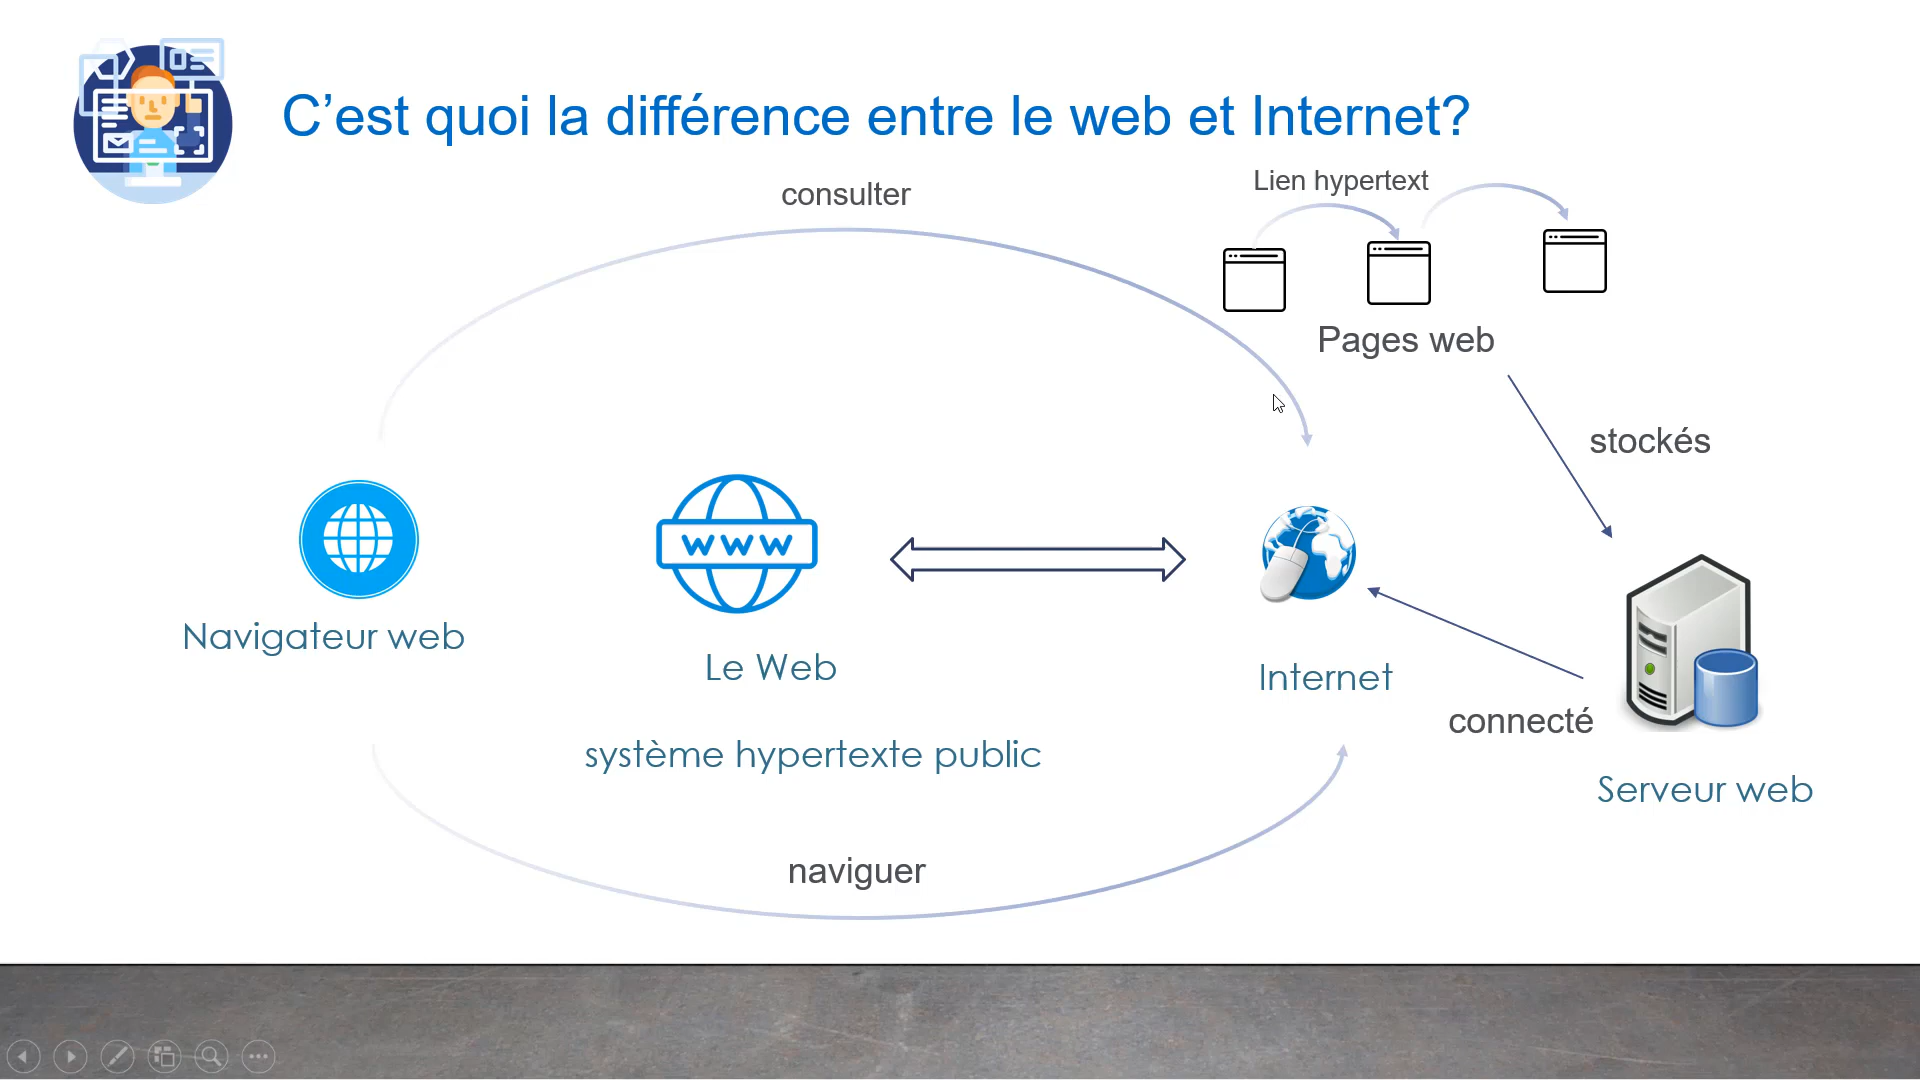 C’est quoi la différence entre le web et Internet?
consulter
Lien hypertext
Pages web
stockés
www
Navigateur web
Le Web
Internet
connecté
système hypertexte public
Serveur web
naviguer